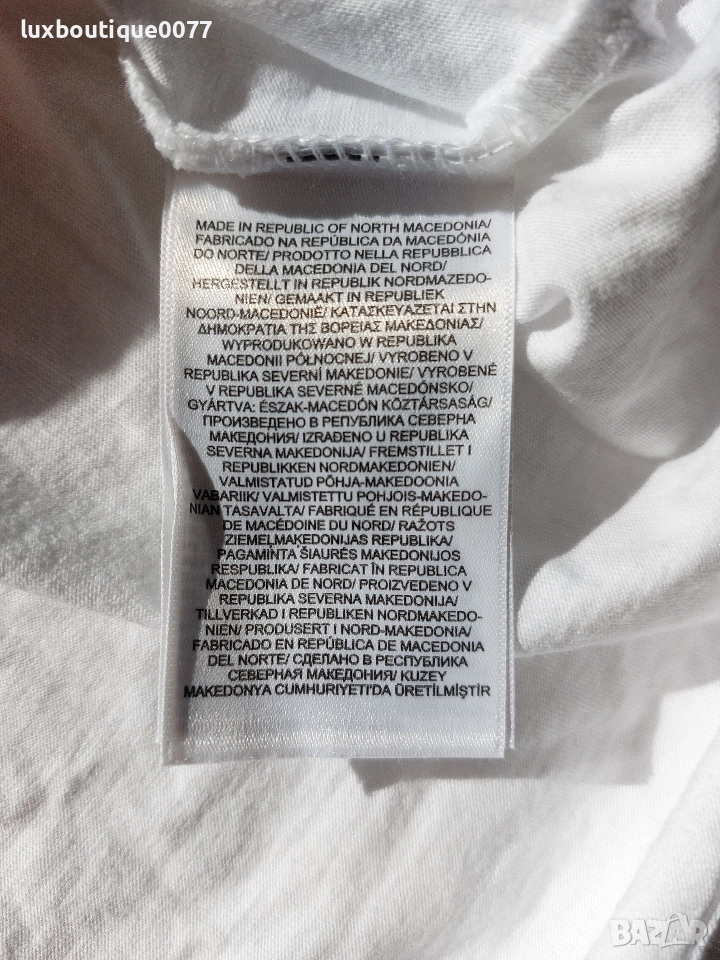 luxboutique0077
MADE IN REPUBLIC OF NORTH MACEDONIA/
FABRICADO NA REPÚBLICA DA MACEDÓNIA
DO NORTE/ PRODOTTO NELLA REPUBBLICA
DELLA MACEDONIA DEL NORD/
HERGESTELLT IN REPUBLIK NORDMAZEDO-
NIEN/ GEMAAKT IN REPUBLIEK
NOORD-MACEDONIË/ ΚΑΤΑΣΚΕΥΑΖΕΤΑΙ ΣΤΗΝ
ΔΗΜΟΚΡΑΤΙΑ ΤΗΣ ΒΟΡΕΙΑΣ ΜΑΚΕΔΟΝΙΑΣ/
WYPRODUKOWANO W REPUBLIKA
MACEDONII PÓŁNOCNEJ/ VYROBENO V
REPUBLIKA SEVERNÍ MAKEDONIE/ VYROBENÉ
V REPUBLIKA SEVERNÉ MACEDÓNSKO/
GYÁRTVA: ÉSZAK-MACEDÓN KÖZTÁRSASÁG/
ПРОИЗВЕДЕНО В РЕПУБЛИКА СЕВЕРНА
МАКЕДОНИЯ/ IZRAĐENO U REPUBLIKA
SEVERNA MAKEDONIJA/ FREMSTILLET I
REPUBLIKKEN NORDMAKEDONIEN/
VALMISTATUD PÕHJA-MAKEDOONIA
VABARIIK/ VALMISTETTU POHJOIS-MAKEDO-
NIAN TASAVALTA/ FABRIQUÉ EN RÉPUBLIQUE
DE MACÉDOINE DU NORD/ RAŽOTS
ZIEMEĻMAĶEDONIJAS REPUBLIKA/
PAGAMINTA ŠIAURĖS MAKEDONIJOS
RESPUBLIKA/ FABRICAT ÎN REPUBLICA
MACEDONIA DE NORD/ PROIZVEDENO V
REPUBLIKA SEVERNA MAKEDONIJA/
TILLVERKAD I REPUBLIKEN NORDMAKEDO-
NIEN/ PRODUSERT I NORD-MAKEDONIA/
FABRICADO EN REPÚBLICA DE MACEDONIA
DEL NORTE/ СДЕЛАНО В РЕСПУБЛИКА
СЕВЕРНАЯ МАКЕДОНИЯ/ KUZEY
MAKEDONYA CUMHURIYETI'DA ÜRETİLMİŞTİR
BAZAR